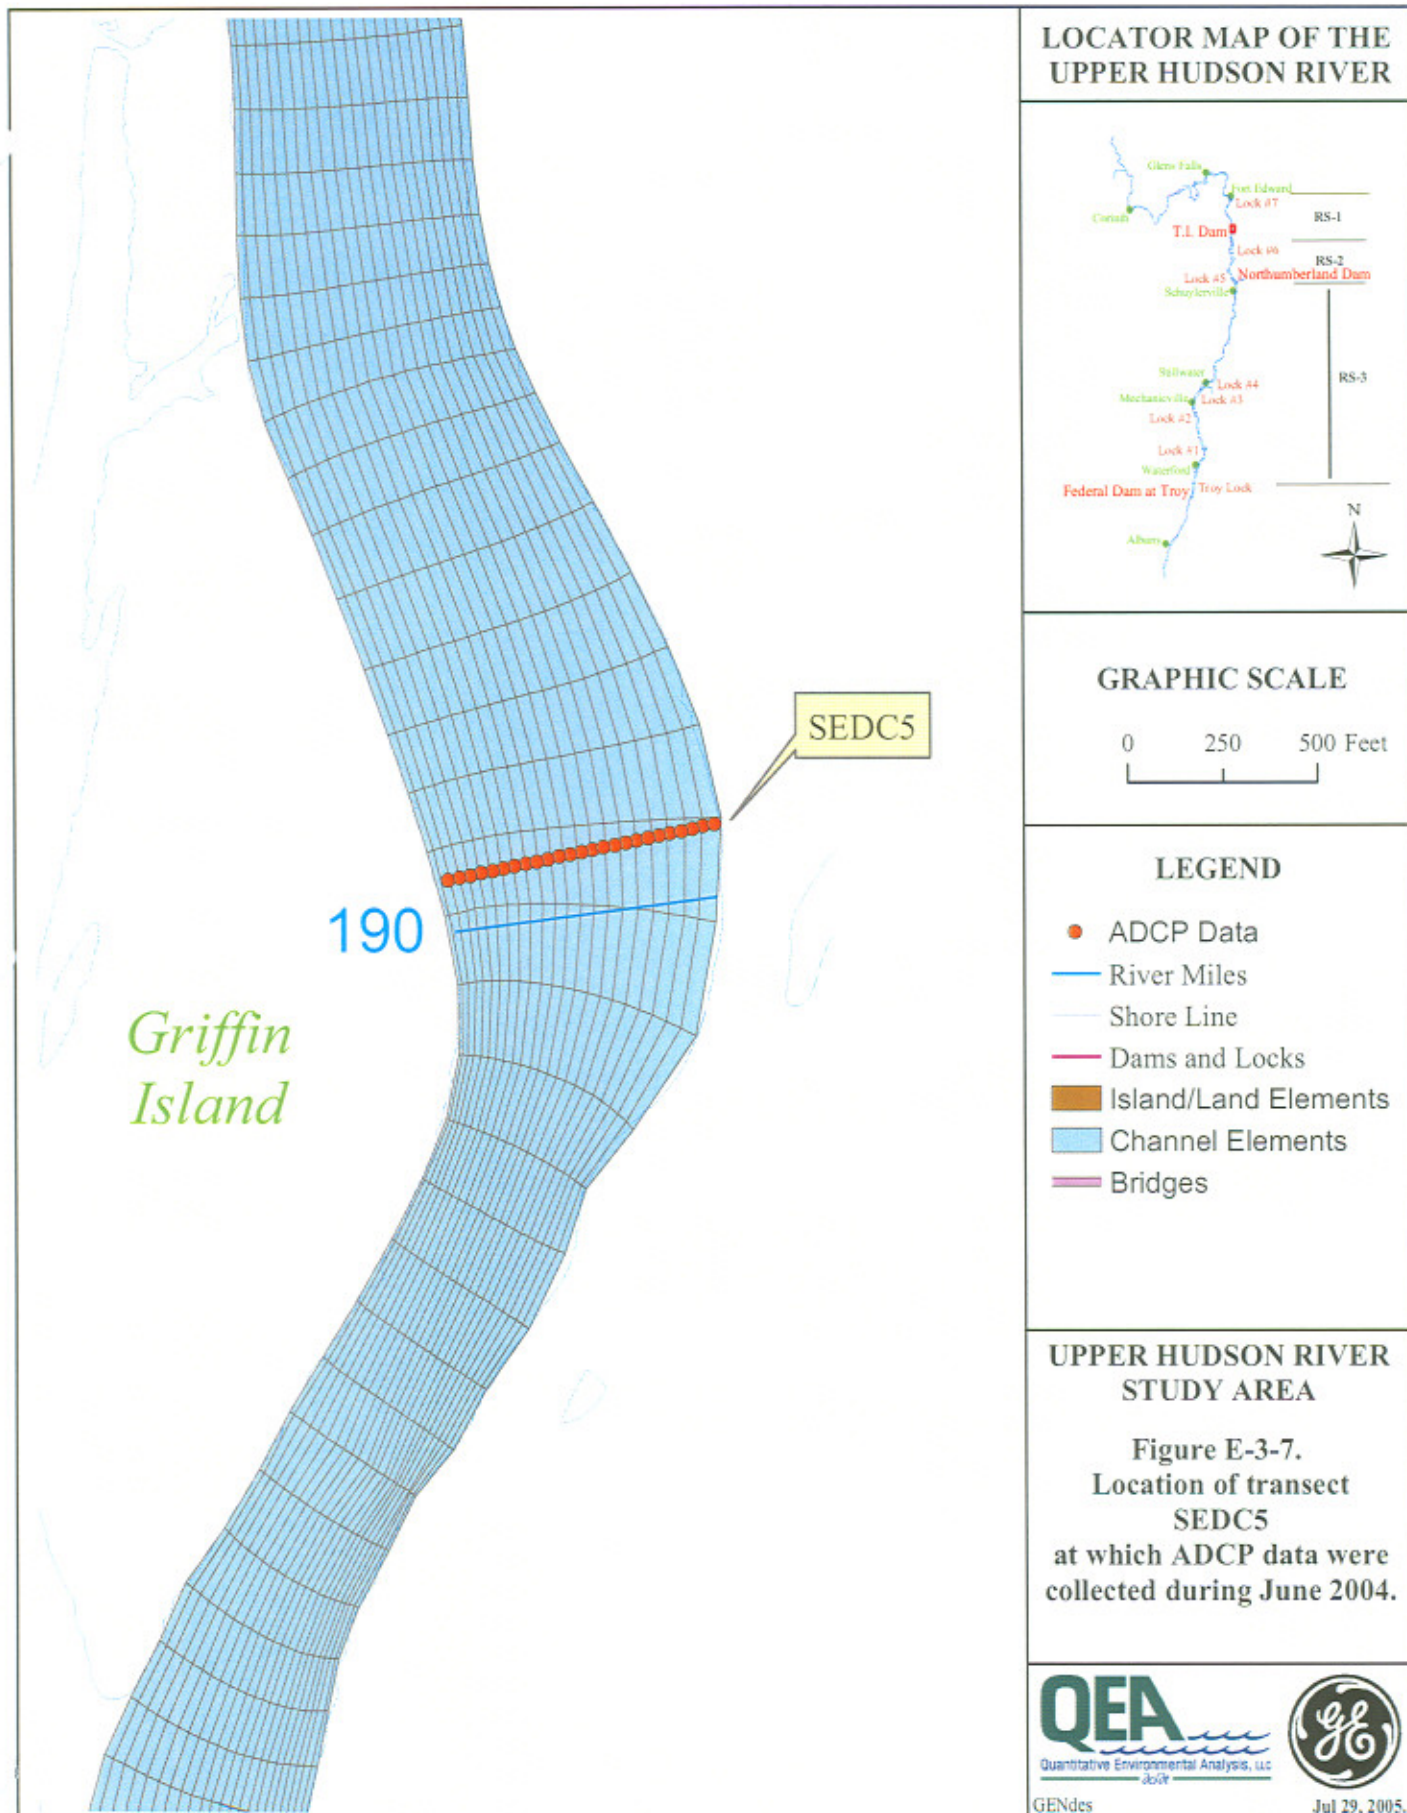 LOCATOR MAP OF THE
UPPER HUDSON RIVER
Glens Falls
Fort Edward
Lock #7
Corinth
RS-1
T.I. Dam
Lock #6
RS-2
Lock #5
Northumberland Dam
Schuylerville
RS-3
Stillwater
Lock #4
Mechanicville
Lock #3
Lock #2
Lock #1
Waterford
Federal Dam at Troy
Troy Lock
N
Albany
GRAPHIC SCALE
0 250 500 Feet
SEDC5
190
Griffin
Island
LEGEND
ADCP Data
River Miles
Shore Line
Dams and Locks
Island/Land Elements
Channel Elements
Bridges
UPPER HUDSON RIVER
STUDY AREA
Figure E-3-7.
Location of transect
SEDC5
at which ADCP data were
collected during June 2004.
QEA
Quantitative Environmental Analysis, LLC
GE
GENdes
Jul 29, 2005.